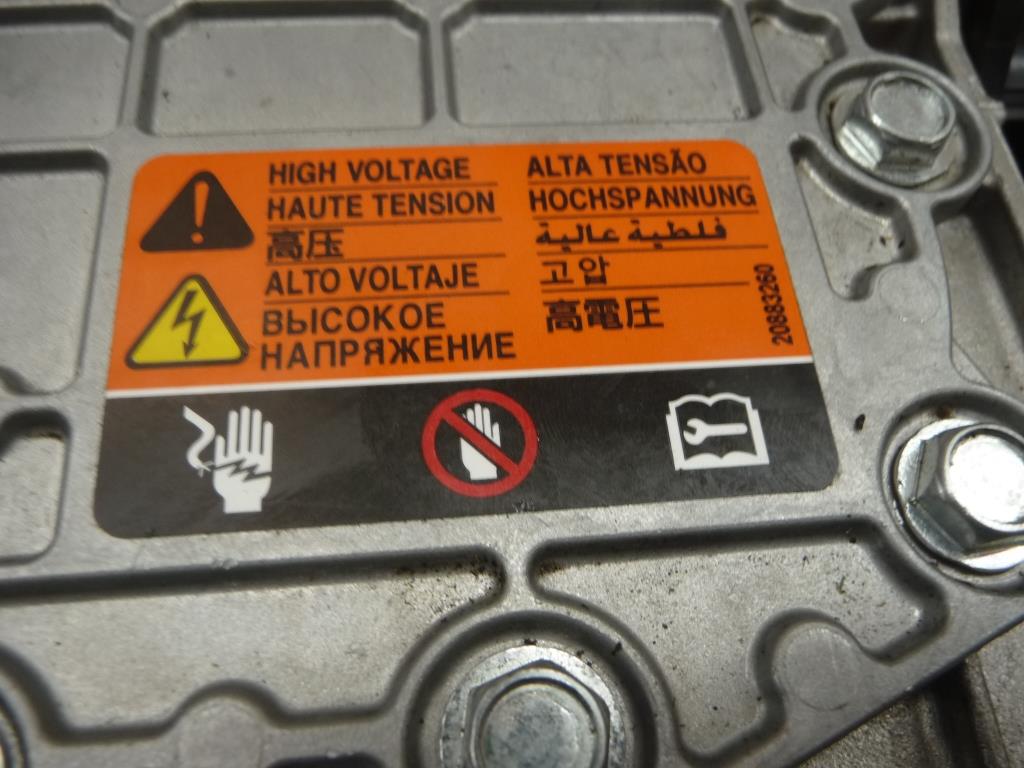 HIGH VOLTAGE
HAUTE TENSION
高压
ALTO VOLTAJE
ВЫСОКОЕ
НАПРЯЖЕНИЕ
ALTA TENSÃO
HOCHSPANNUNG
فلطية عالية
고압
高電圧
20883260